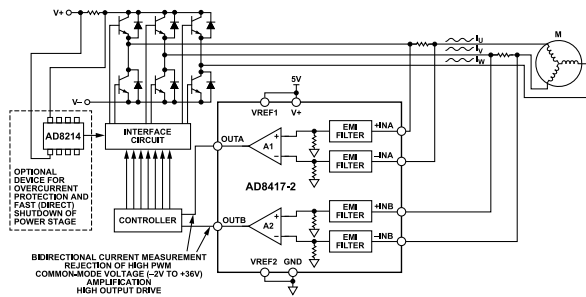 V+
V–
AD8214
INTERFACE
CIRCUIT
OPTIONAL
DEVICE FOR
OVERCURRENT
PROTECTION AND
FAST (DIRECT)
SHUTDOWN OF
POWER STAGE
CONTROLLER
BIDIRECTIONAL CURRENT MEASUREMENT
REJECTION OF HIGH PWM
COMMON-MODE VOLTAGE (–2V TO +36V)
AMPLIFICATION
HIGH OUTPUT DRIVE
IU
IV
IW
M
5V
VREF1
V+
OUTA
A1
+
–
EMI
FILTER
+INA
EMI
FILTER
–INA
AD8417-2
OUTB
A2
+
–
EMI
FILTER
+INB
EMI
FILTER
–INB
VREF2
GND